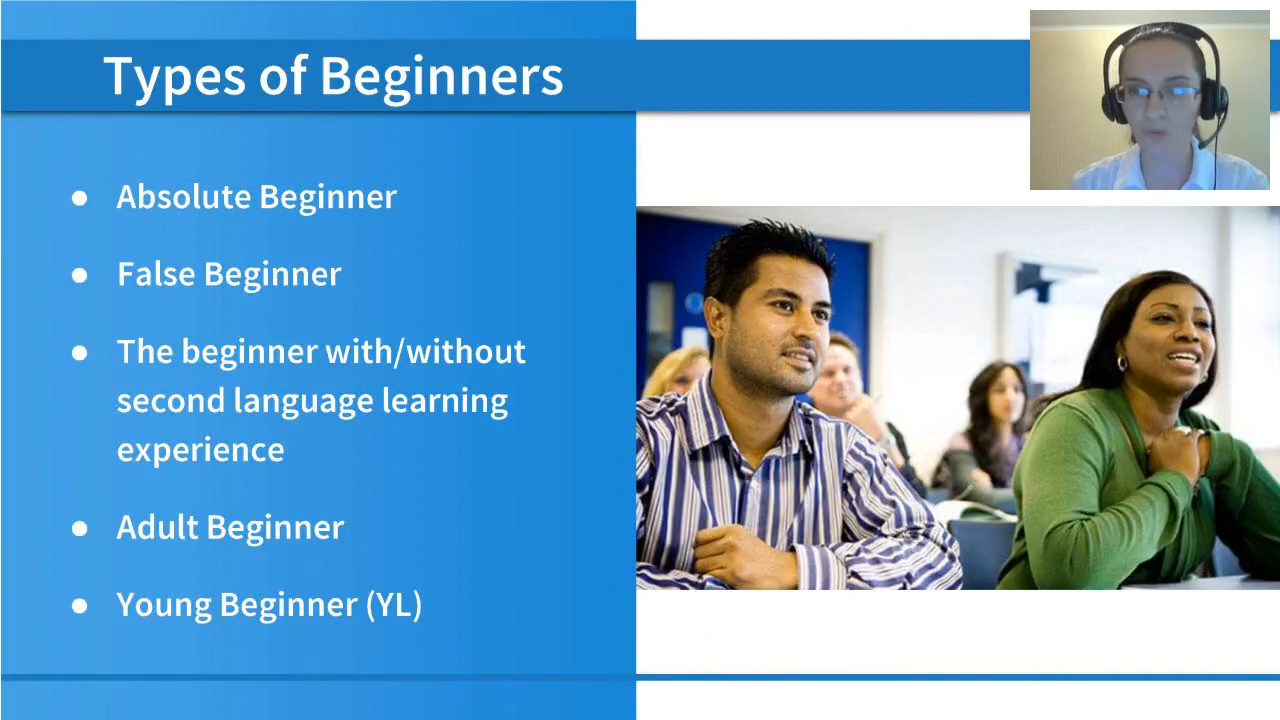 Types of Beginners
● Absolute Beginner
● False Beginner
● The beginner with/without
second language learning
experience
● Adult Beginner
● Young Beginner (YL)